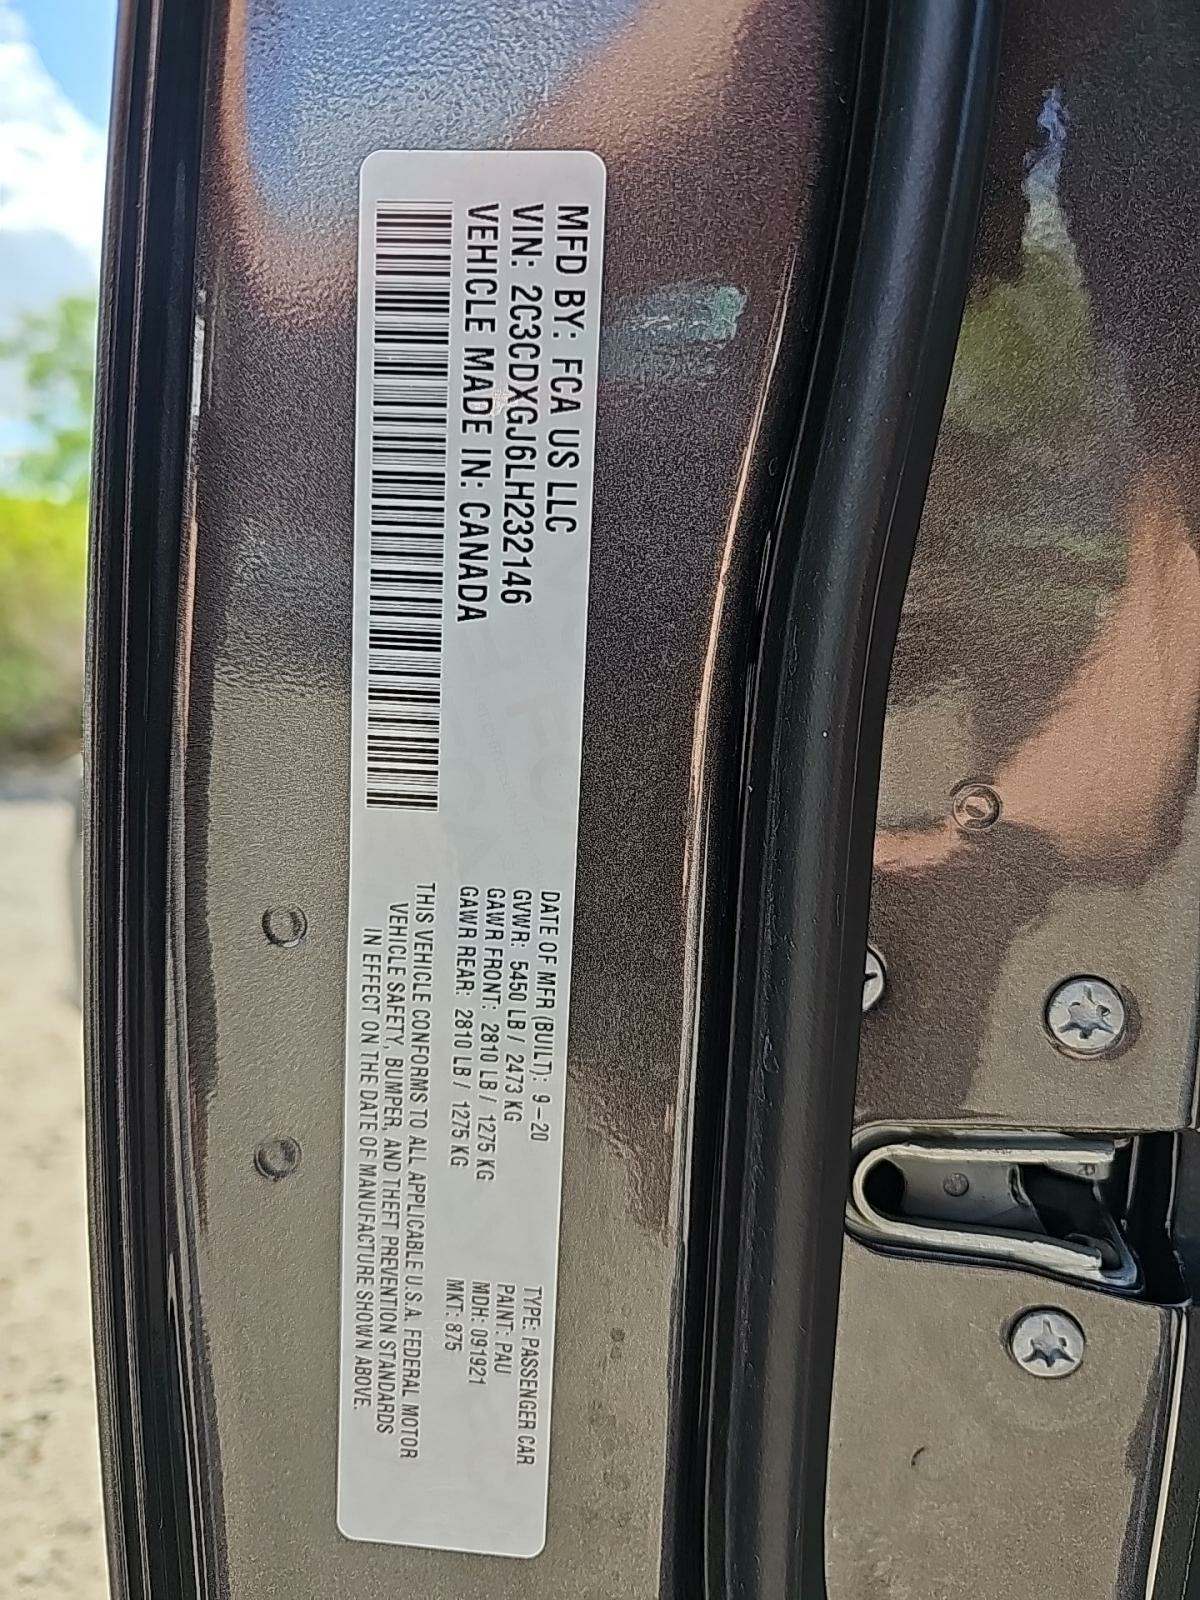 MFD BY: FCA US LLC
VIN: 2C3CDXGJ6LH232146
VEHICLE MADE IN: CANADA
DATE OF MFR (BUILT): 9-20
GVWR: 5450 LB / 2473 KG
GAWR FRONT: 2810 LB / 1275 KG
GAWR REAR: 2810 LB / 1275 KG
TYPE: PASSENGER CAR
PAINT: PAU
MDH: 091921
MKT: 875
THIS VEHICLE CONFORMS TO ALL APPLICABLE U.S.A. FEDERAL MOTOR
VEHICLE SAFETY, BUMPER, AND THEFT PREVENTION STANDARDS
IN EFFECT ON THE DATE OF MANUFACTURE SHOWN ABOVE.